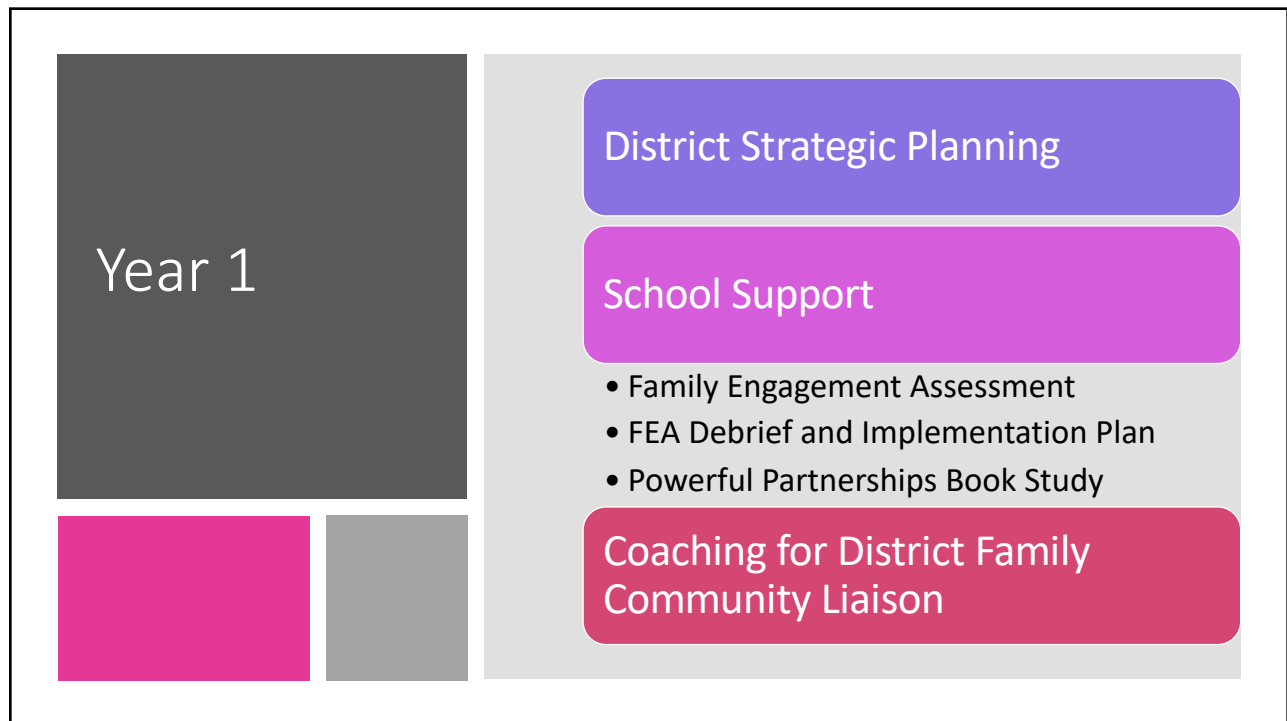 Year 1
District Strategic Planning
School Support
• Family Engagement Assessment
• FEA Debrief and Implementation Plan
• Powerful Partnerships Book Study
Coaching for District Family
Community Liaison